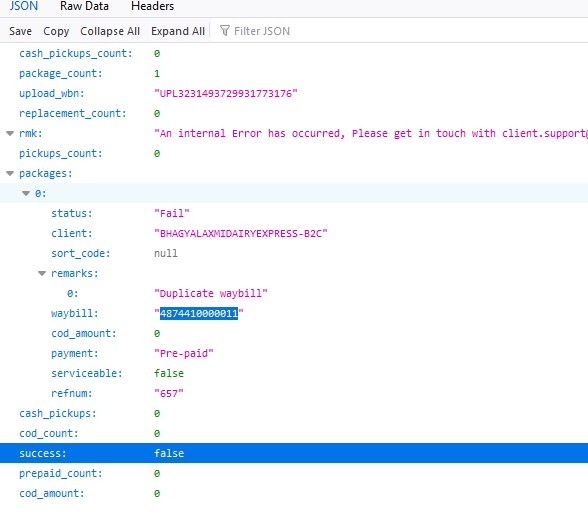 JSON Raw Data Headers
Save Copy Collapse All Expand All Filter JSON
cash_pickups_count: 0
package_count: 1
upload_wbn: "UPL3231493729931773176"
replacement_count: 0
rmk: "An internal Error has occurred, Please get in touch with client.support
pickups_count: 0
packages:
0:
status: "Fail"
client: "BHAGYALAXMIDAIRYEXPRESS-B2C"
sort_code: null
remarks:
0: "Duplicate waybill"
waybill: "4874410000011"
cod_amount: 0
payment: "Pre-paid"
serviceable: false
refnum: "657"
cash_pickups: 0
cod_count: 0
success: false
prepaid_count: 0
cod_amount: 0